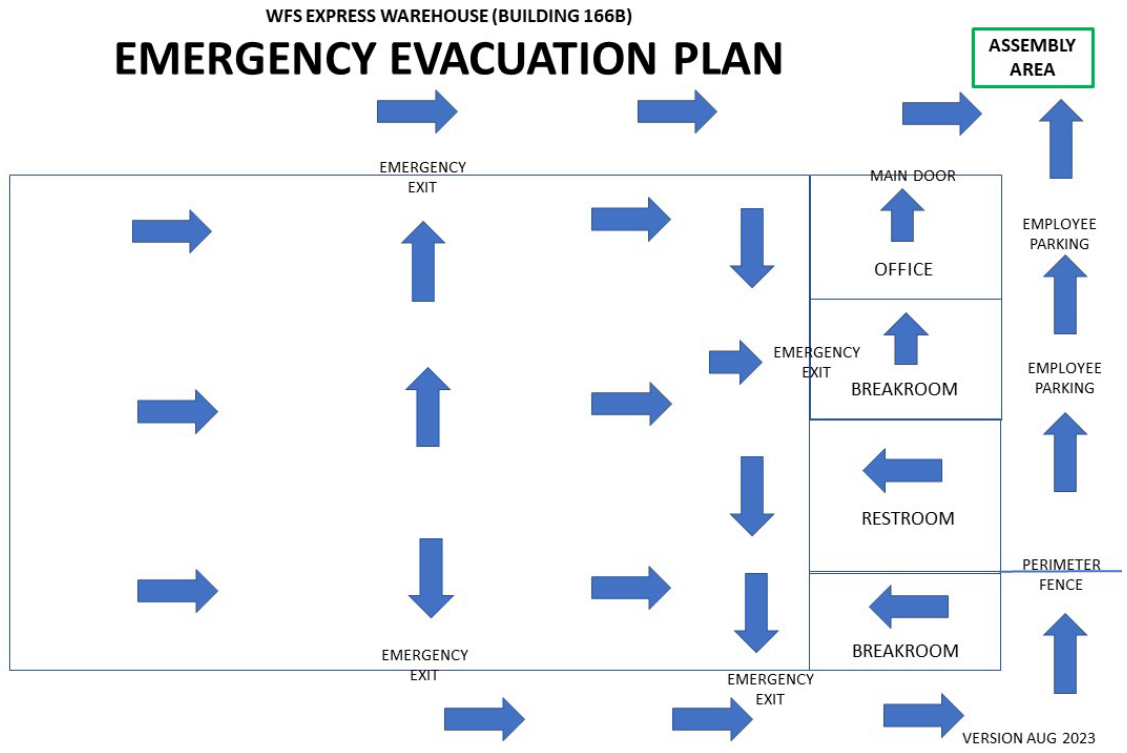 WFS EXPRESS WAREHOUSE (BUILDING 166B)
EMERGENCY EVACUATION PLAN
ASSEMBLY
AREA
EMERGENCY
EXIT
MAIN DOOR
EMPLOYEE
PARKING
OFFICE
EMERGENCY
EXIT
BREAKROOM
EMPLOYEE
PARKING
RESTROOM
PERIMETER
FENCE
BREAKROOM
EMERGENCY
EXIT
EMERGENCY
EXIT
VERSION AUG 2023